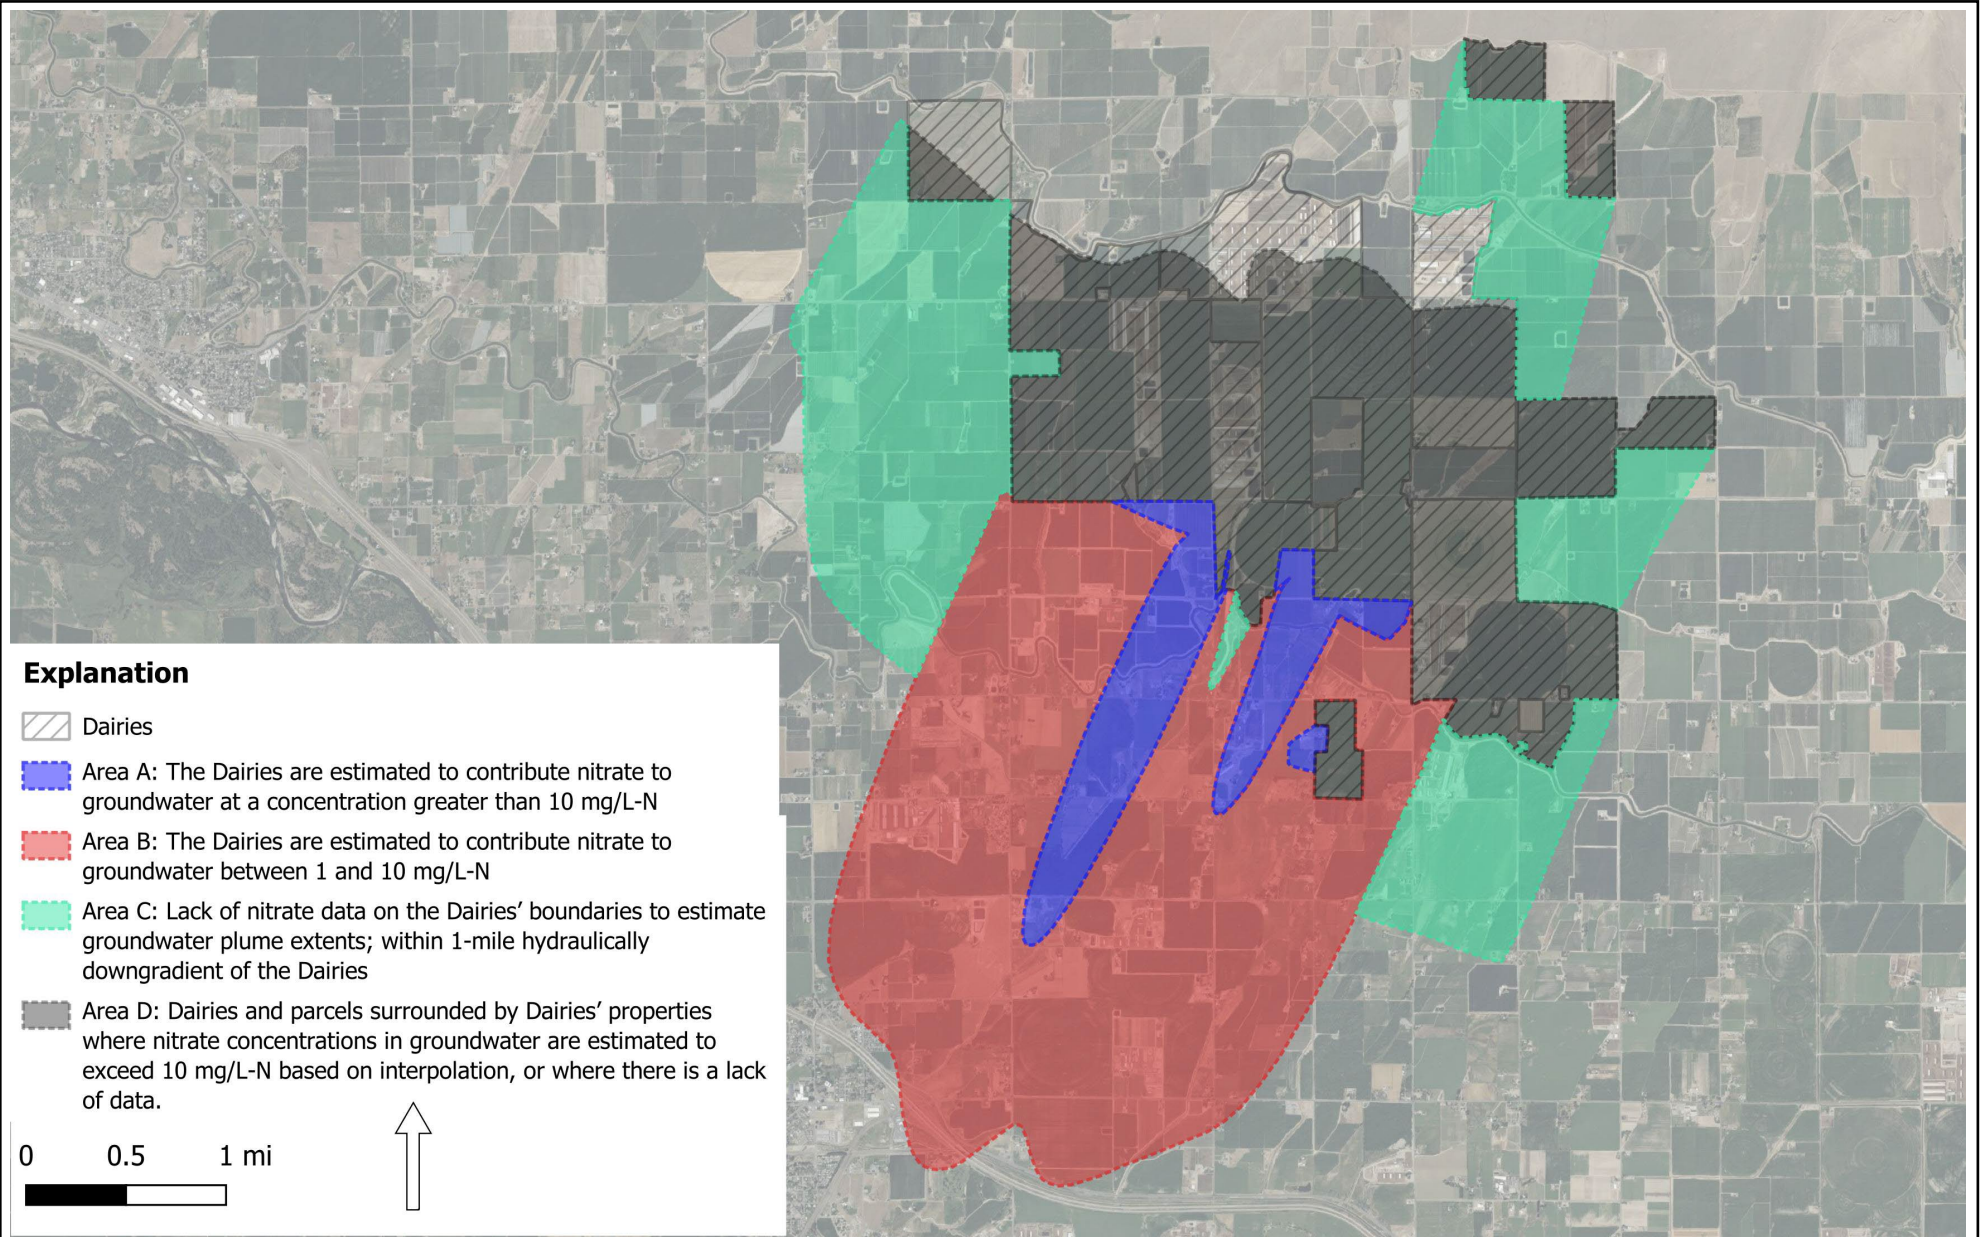 Explanation
Dairies
Area A: The Dairies are estimated to contribute nitrate to
groundwater at a concentration greater than 10 mg/L-N
Area B: The Dairies are estimated to contribute nitrate to
groundwater between 1 and 10 mg/L-N
Area C: Lack of nitrate data on the Dairies’ boundaries to estimate
groundwater plume extents; within 1-mile hydraulically
downgradient of the Dairies
Area D: Dairies and parcels surrounded by Dairies’ properties
where nitrate concentrations in groundwater are estimated to
exceed 10 mg/L-N based on interpolation, or where there is a lack
of data.
0 0.5 1 mi